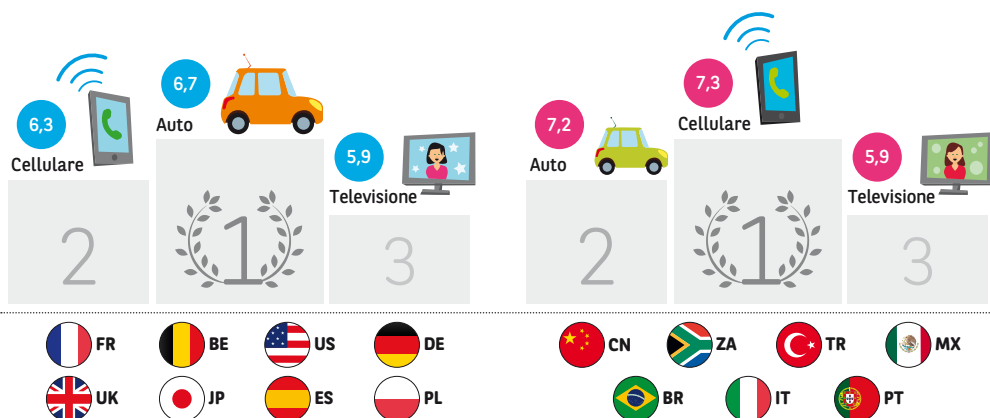 6,3
Cellulare
6,7
Auto
5,9
Televisione
2
1
3
7,2
Auto
7,3
Cellulare
5,9
Televisione
2
1
3
FR BE US DE
UK JP ES PL
CN ZA TR MX
BR IT PT